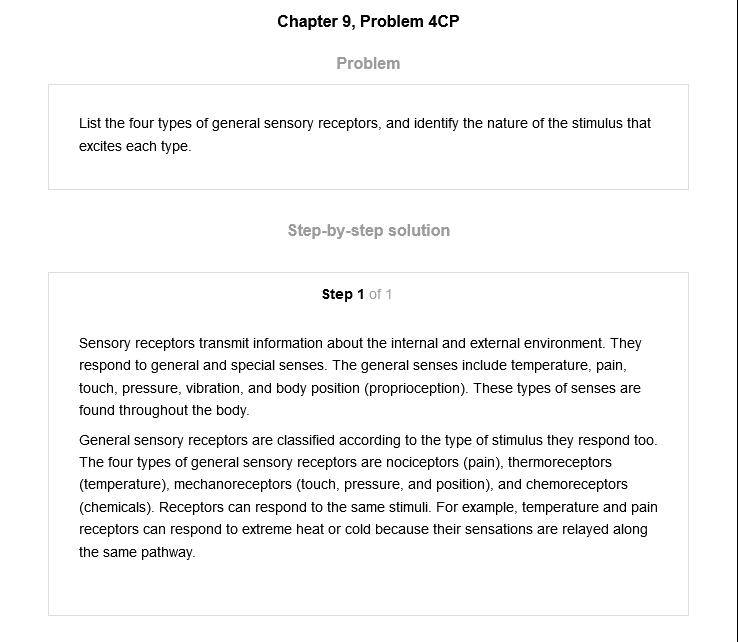 Chapter 9, Problem 4CP
Problem
List the four types of general sensory receptors, and identify the nature of the stimulus that
excites each type.
Step-by-step solution
Step 1 of 1
Sensory receptors transmit information about the internal and external environment. They
respond to general and special senses. The general senses include temperature, pain,
touch, pressure, vibration, and body position (proprioception). These types of senses are
found throughout the body.
General sensory receptors are classified according to the type of stimulus they respond too.
The four types of general sensory receptors are nociceptors (pain), thermoreceptors
(temperature), mechanoreceptors (touch, pressure, and position), and chemoreceptors
(chemicals). Receptors can respond to the same stimuli. For example, temperature and pain
receptors can respond to extreme heat or cold because their sensations are relayed along
the same pathway.